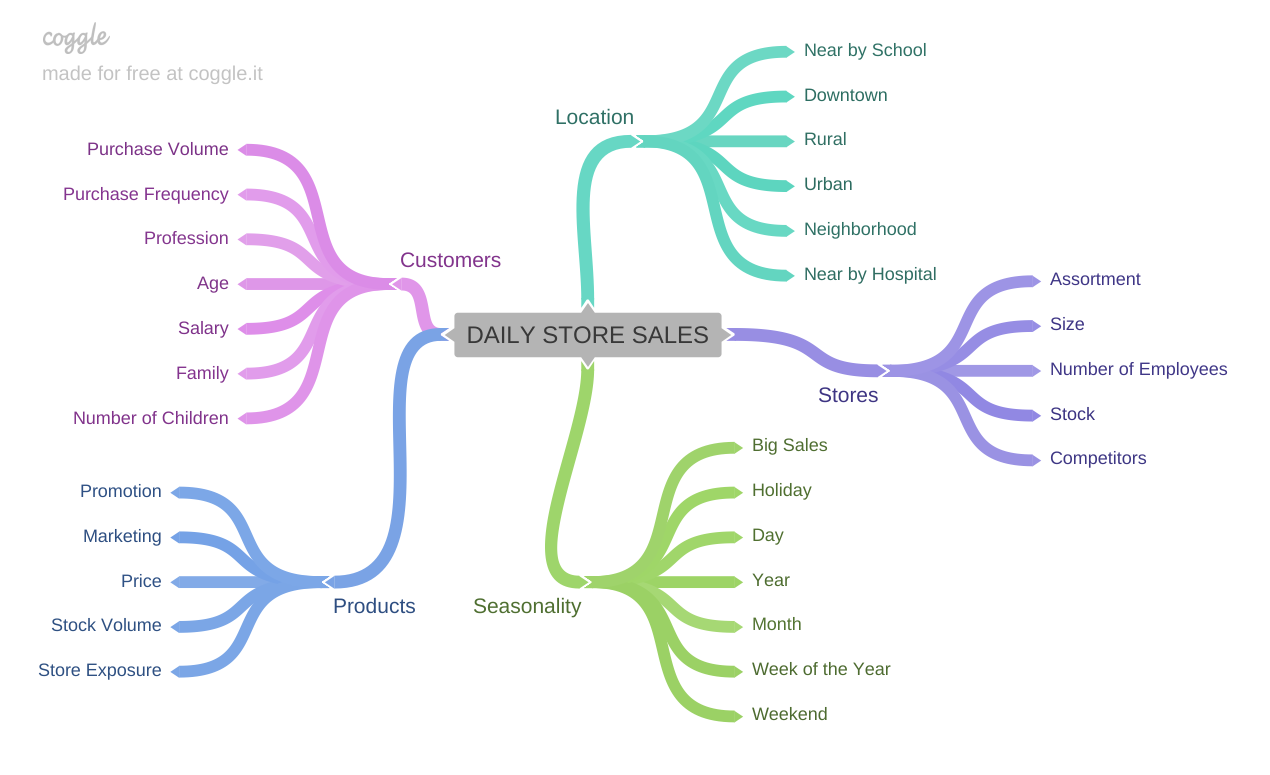 coggle
made for free at coggle.it
Location
Near by School
Downtown
Rural
Urban
Neighborhood
Near by Hospital
Customers
Purchase Volume
Purchase Frequency
Profession
Age
Salary
Family
Number of Children
DAILY STORE SALES
Stores
Assortment
Size
Number of Employees
Stock
Competitors
Products
Promotion
Marketing
Price
Stock Volume
Store Exposure
Seasonality
Big Sales
Holiday
Day
Year
Month
Week of the Year
Weekend